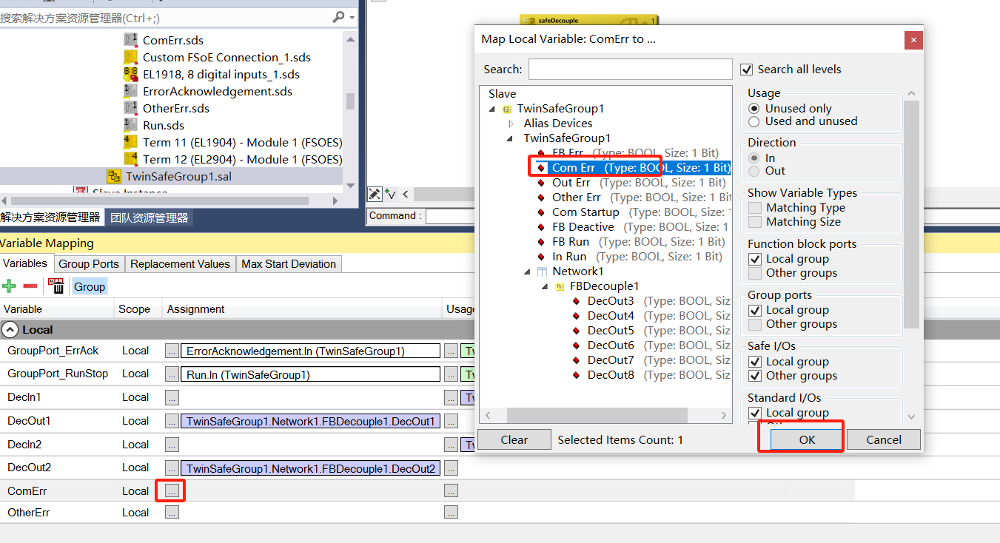 搜索解决方案资源管理器(Ctrl+;)
ComErr.sds
Custom FSoE Connection_1.sds
EL1918, 8 digital inputs_1.sds
ErrorAcknowledgement.sds
OtherErr.sds
Run.sds
Term 11 (EL1904) - Module 1 (FSOES)
Term 12 (EL2904) - Module 1 (FSOES)
TwinSafeGroup1.sal
解决方案资源管理器 团队资源管理器
safeDecouple 1
Command :
Variable Mapping
Variables Group Ports Replacement Values Max Start Deviation
Group
Variable Scope Assignment Usage
Local
GroupPort_ErrAck Local ... ErrorAcknowledgement.In (TwinSafeGroup1) ... Tw
GroupPort_RunStop Local ... Run.In (TwinSafeGroup1) ... Tw
DecIn1 Local ... ... Tw
DecOut1 Local ... TwinSafeGroup1.Network1.FBDecouple1.DecOut1 ...
DecIn2 Local ... ... Tw
DecOut2 Local ... TwinSafeGroup1.Network1.FBDecouple1.DecOut2 ...
ComErr Local ... ...
OtherErr Local ... ...
Map Local Variable: ComErr to ...
Search: Search all levels
Slave
TwinSafeGroup1
Alias Devices
TwinSafeGroup1
FB Err (Type: BOOL, Size: 1 Bit)
Com Err (Type: BOOL, Size: 1 Bit)
Out Err (Type: BOOL, Size: 1 Bit)
Other Err (Type: BOOL, Size: 1 Bit
Com Startup (Type: BOOL, Size: 1
FB Deactive (Type: BOOL, Size: 1
FB Run (Type: BOOL, Size: 1 Bit)
In Run (Type: BOOL, Size: 1 Bit)
Network1
FBDecouple1
DecOut3 (Type: BOOL, Siz
DecOut4 (Type: BOOL, Siz
DecOut5 (Type: BOOL, Siz
DecOut6 (Type: BOOL, Siz
DecOut7 (Type: BOOL, Siz
DecOut8 (Type: BOOL, Siz
Usage
Unused only
Used and unused
Direction
In
Out
Show Variable Types
Matching Type
Matching Size
Function block ports
Local group
Other groups
Group ports
Local group
Other groups
Safe I/Os
Local group
Other groups
Standard I/Os
Local group
Clear Selected Items Count: 1 OK Cancel